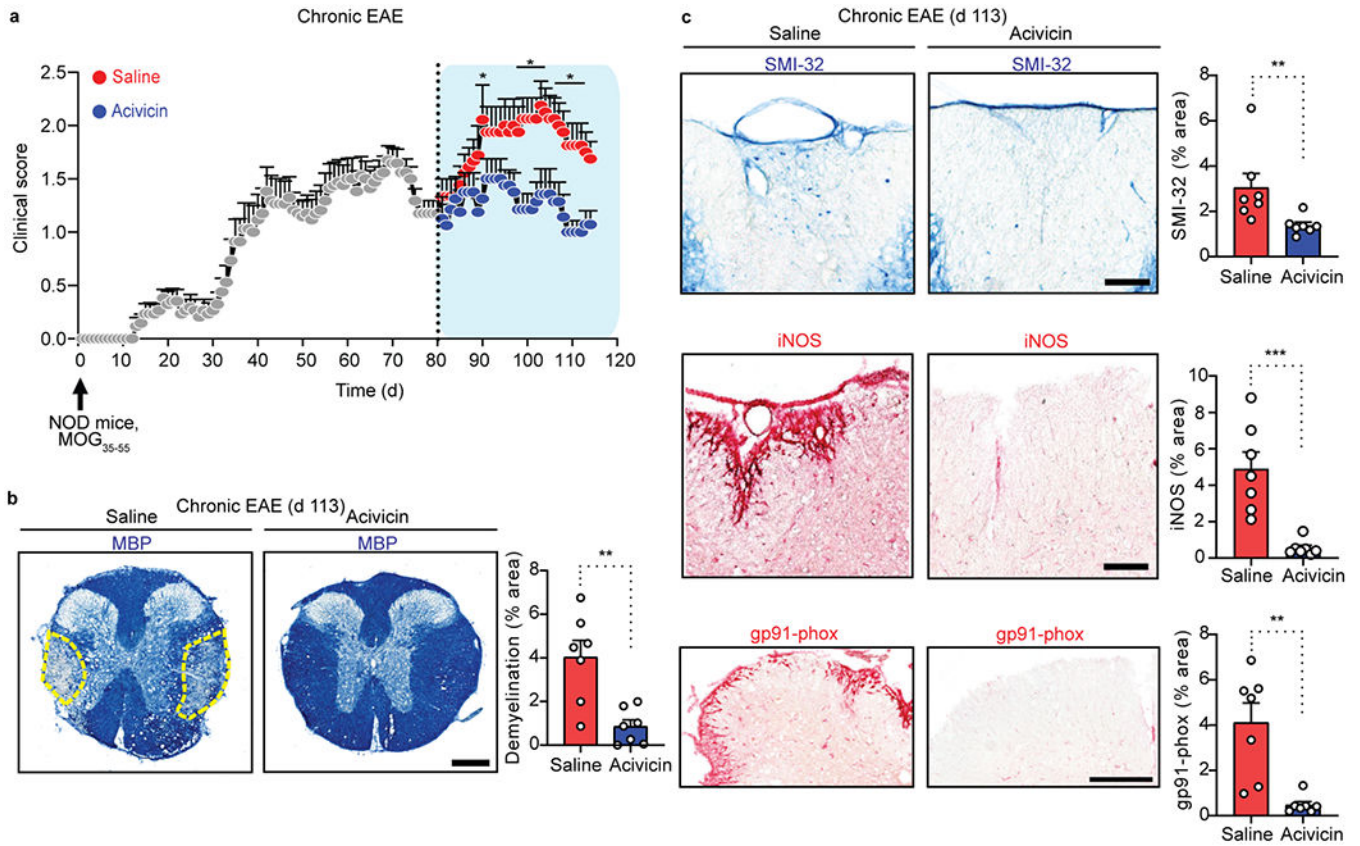 a
Chronic EAE
Clinical score
2.5
2.0
1.5
1.0
0.5
0.0
Saline
Acivicin
*
*
*
0 10 20 30 40 50 60 70 80 90 100 110 120
Time (d)
NOD mice,
MOG35-55
b
Chronic EAE (d 113)
Saline
Acivicin
MBP
MBP
Demyelination (% area)
8
6
4
2
0
**
Saline Acivicin
c
Chronic EAE (d 113)
Saline
Acivicin
SMI-32
SMI-32
SMI-32 (% area)
8
6
4
2
0
**
Saline Acivicin
iNOS
iNOS
iNOS (% area)
10
8
6
4
2
0
***
Saline Acivicin
gp91-phox
gp91-phox
gp91-phox (% area)
8
6
4
2
0
**
Saline Acivicin